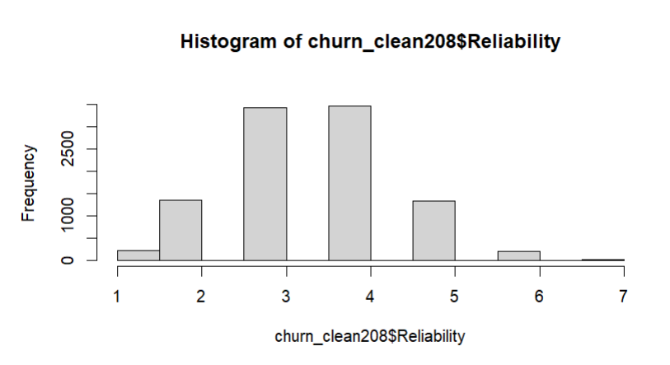 Histogram of churn_clean208$Reliability
Frequency
2500
1000
0
1 2 3 4 5 6 7
churn_clean208$Reliability